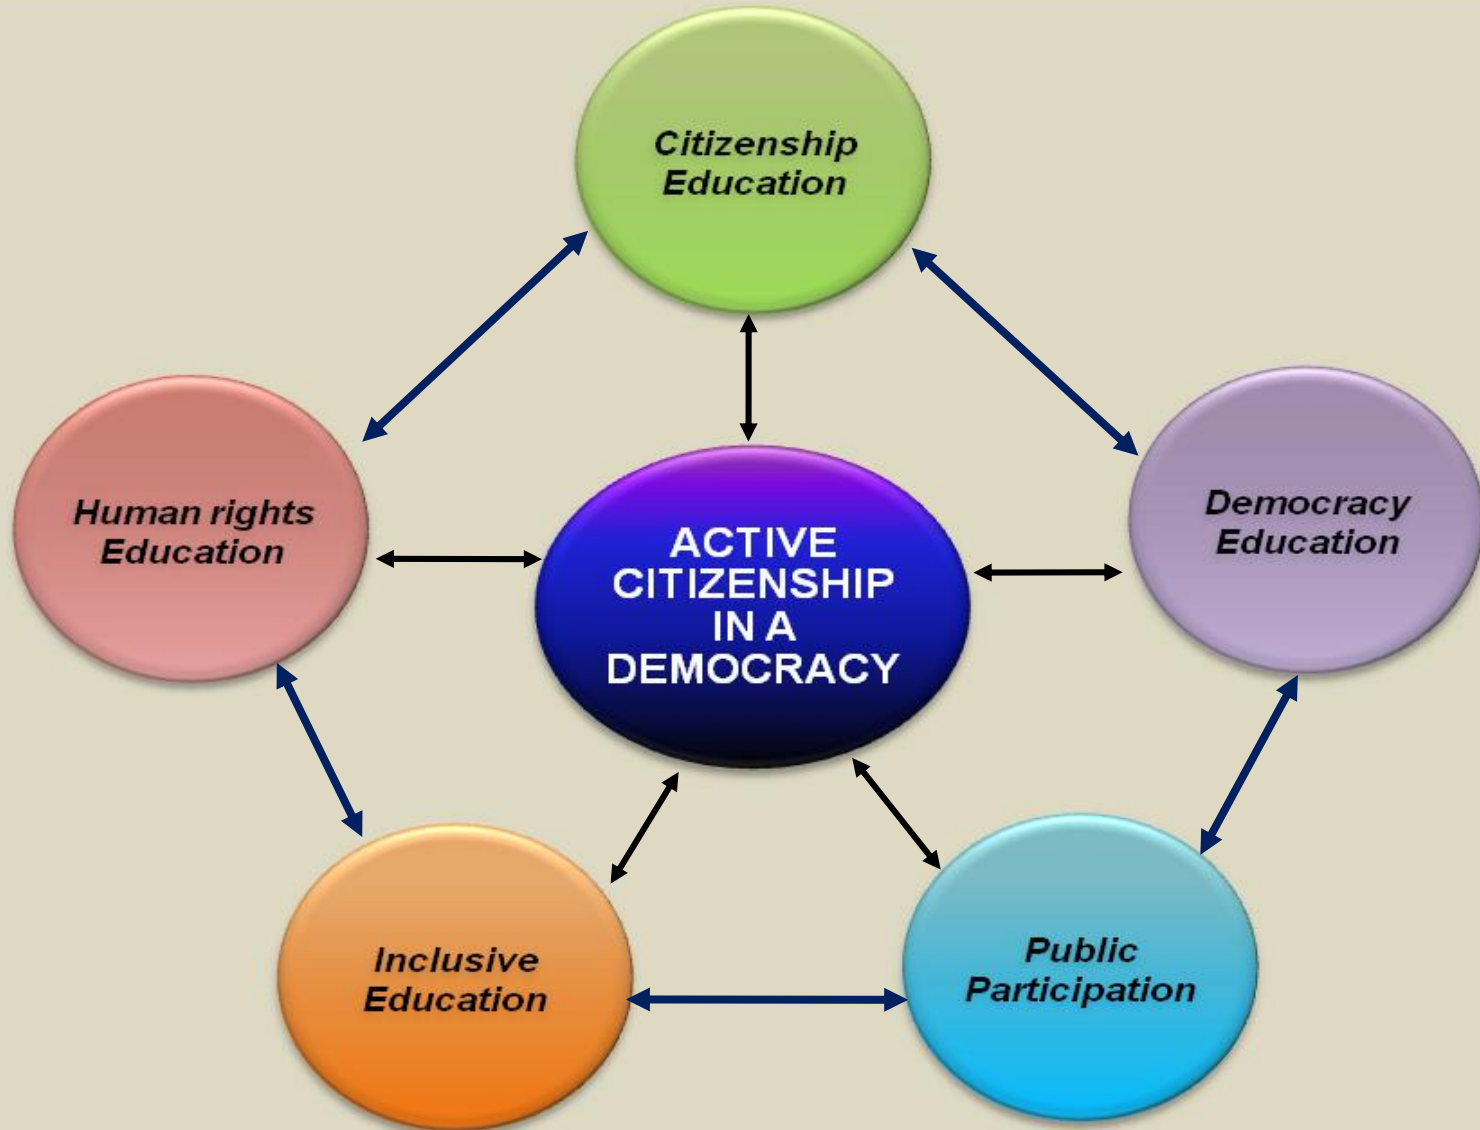 Citizenship
Education
Human rights
Education
Democracy
Education
ACTIVE
CITIZENSHIP
IN A
DEMOCRACY
Inclusive
Education
Public
Participation